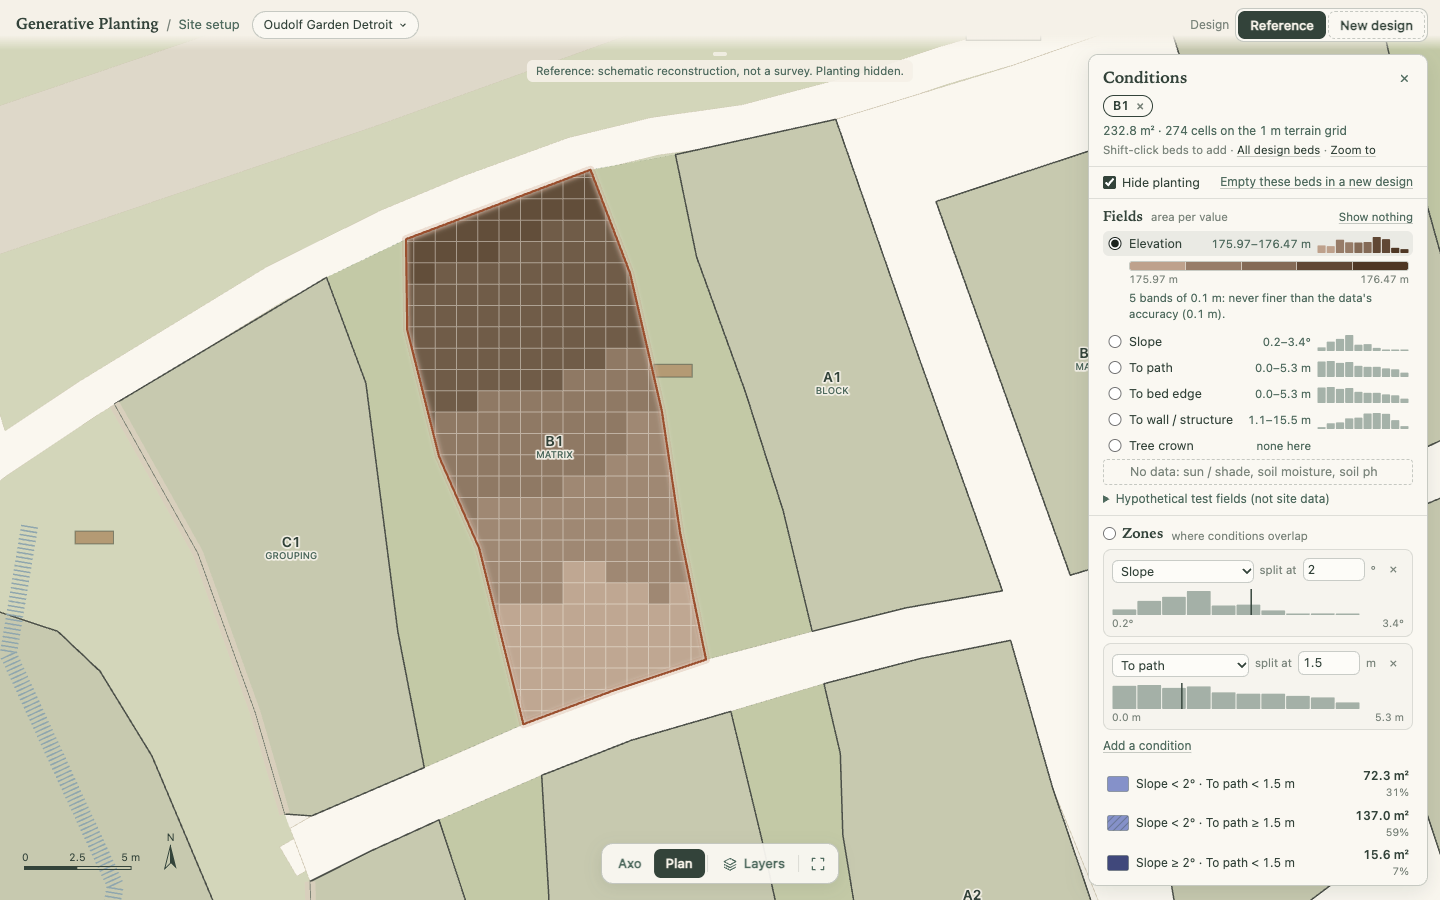 Generative Planting / Site setup Oudolf Garden Detroit
Design Reference New design
Reference: schematic reconstruction, not a survey. Planting hidden.
Conditions ×
B1 ×
232.8 m² · 274 cells on the 1 m terrain grid
Shift-click beds to add · All design beds · Zoom to
Hide planting Empty these beds in a new design
Fields area per value Show nothing
Elevation 175.97–176.47 m
175.97 m 176.47 m
5 bands of 0.1 m: never finer than the data's
accuracy (0.1 m).
Slope 0.2–3.4°
To path 0.0–5.3 m
To bed edge 0.0–5.3 m
To wall / structure 1.1–15.5 m
Tree crown none here
No data: sun / shade, soil moisture, soil ph
Hypothetical test fields (not site data)
Zones where conditions overlap
Slope split at 2 ° ×
0.2° 3.4°
To path split at 1.5 m ×
0.0 m 5.3 m
Add a condition
Slope < 2° · To path < 1.5 m 72.3 m²
31%
Slope < 2° · To path ≥ 1.5 m 137.0 m²
59%
Slope ≥ 2° · To path < 1.5 m 15.6 m²
7%
A1
BLOCK
B1
MATRIX
C1
GROUPING
A2
N
0 2.5 5 m
Axo Plan Layers